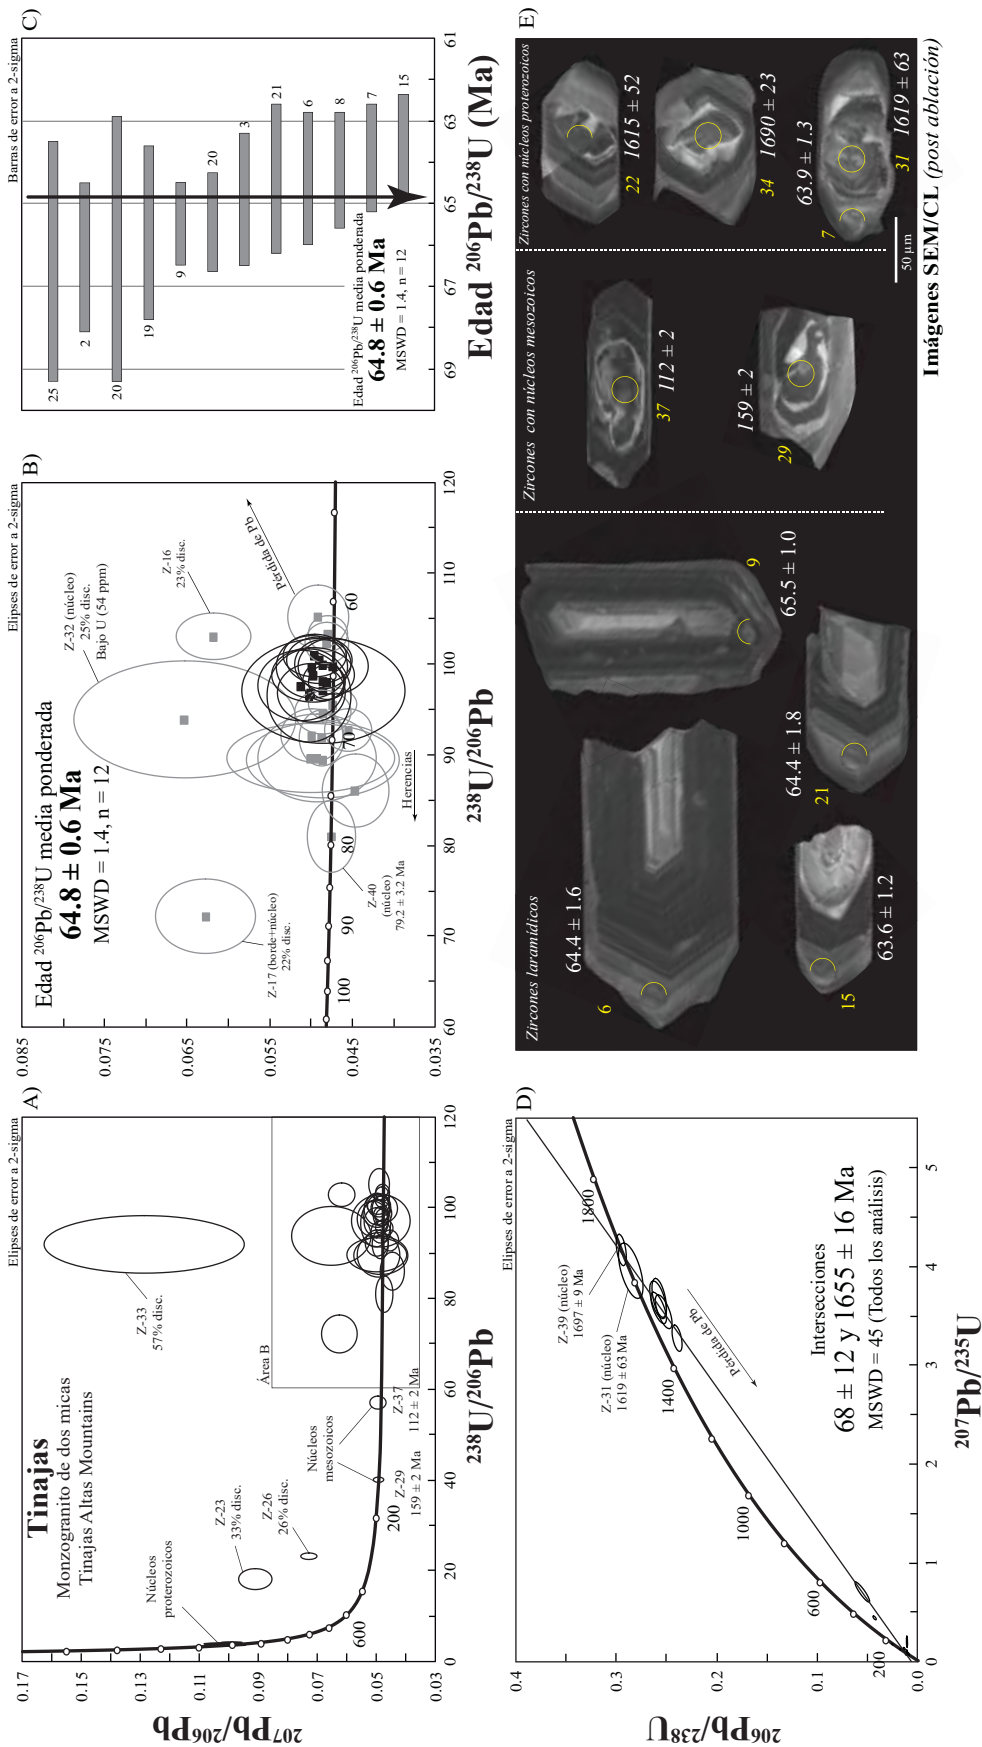 A)
Elipses de error a 2-sigma
Tinajas
Monzogranito de dos micas
Tinajas Altas Mountains
Z-33
57% disc.
Área B
Núcleos
proterozoicos
Z-23
33% disc.
Z-26
26% disc.
Núcleos
mesozoicos
Z-29
159 ± 2 Ma
Z-37
112 ± 2 Ma
600
200
0.17
0.15
0.13
0.11
0.09
0.07
0.05
0.03
0
20
40
60
80
100
120
²⁰⁷Pb/²⁰⁶Pb
²³⁸U/²⁰⁶Pb
B)
Elipses de error a 2-sigma
Edad ²⁰⁶Pb/²³⁸U media ponderada
64.8 ± 0.6 Ma
MSWD = 1.4, n = 12
Z-32 (núcleo)
25% disc.
Bajo U (54 ppm)
Z-16
23% disc.
Pérdida de Pb
Z-17 (borde+núcleo)
22% disc.
Z-40
(núcleo)
79.2 ± 3.2 Ma
Herencias
100
90
80
70
60
0.085
0.075
0.065
0.055
0.045
0.035
60
70
80
90
100
110
120
²³⁸U/²⁰⁶Pb
C)
Barras de error a 2-sigma
25
2
20
19
9
20
3
21
6
8
7
15
Edad ²⁰⁶Pb/²³⁸U media ponderada
64.8 ± 0.6 Ma
MSWD = 1.4, n = 12
69
67
65
63
61
Edad ²⁰⁶Pb/²³⁸U (Ma)
D)
Elipses de error a 2-sigma
1800
Z-39 (núcleo)
1697 ± 9 Ma
Z-31 (núcleo)
1619 ± 63 Ma
1400
1000
600
200
Pérdida de Pb
Intersecciones
68 ± 12 y 1655 ± 16 Ma
MSWD = 45 (Todos los análisis)
0.4
0.3
0.2
0.1
0.0
0
1
2
3
4
5
²⁰⁶Pb/²³⁸U
²⁰⁷Pb/²³⁵U
E)
Zircones laramídicos
Zircones con núcleos mesozoicos
Zircones con núcleos proterozoicos
6
64.4 ± 1.6
9
65.5 ± 1.0
15
63.6 ± 1.2
21
64.4 ± 1.8
37
112 ± 2
29
159 ± 2
22
1615 ± 52
34
1690 ± 23
7
63.9 ± 1.3
31
1619 ± 63
50 µm
Imágenes SEM/CL (post ablación)